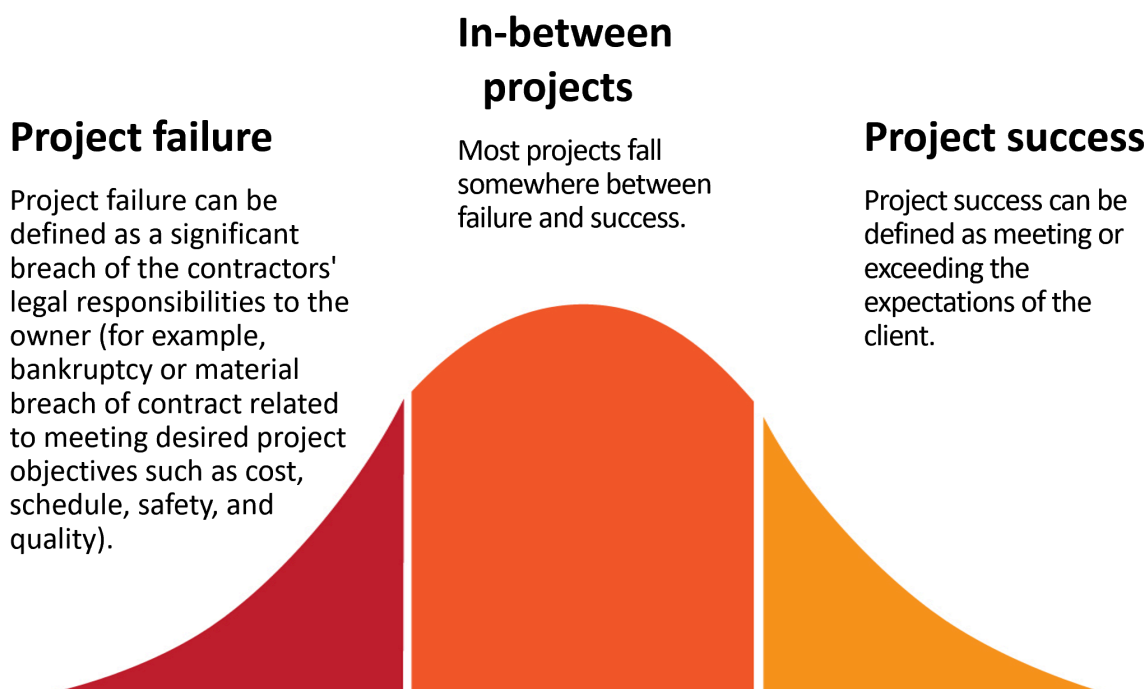 In-between
projects
Most projects fall
somewhere between
failure and success.
Project failure
Project failure can be
defined as a significant
breach of the contractors'
legal responsibilities to the
owner (for example,
bankruptcy or material
breach of contract related
to meeting desired project
objectives such as cost,
schedule, safety, and
quality).
Project success
Project success can be
defined as meeting or
exceeding the
expectations of the
client.